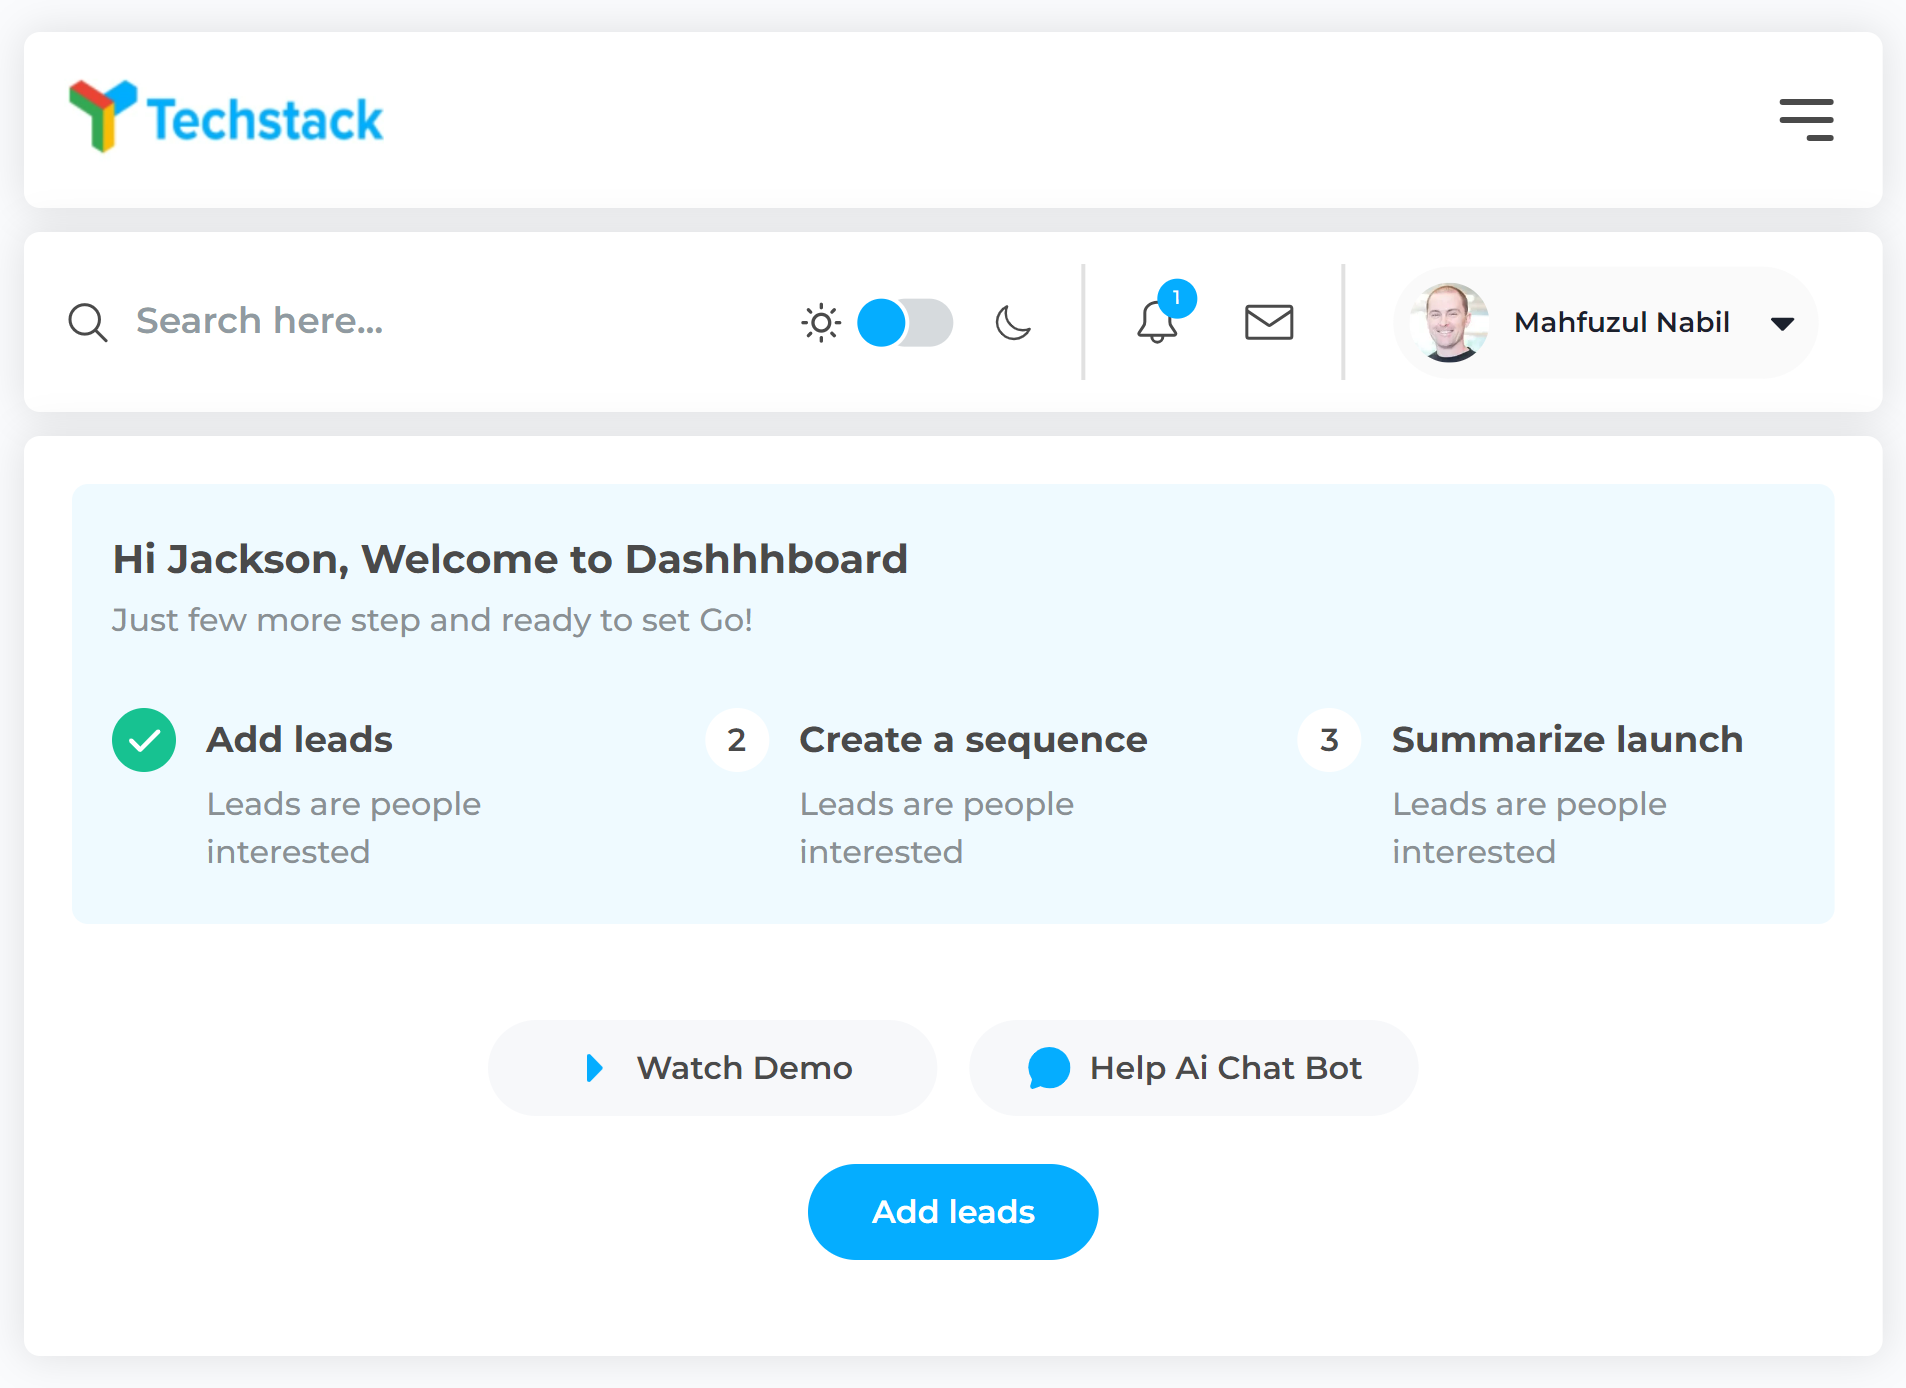 Techstack
Search here...
1
Mahfuzul Nabil
Hi Jackson, Welcome to Dashhhboard
Just few more step and ready to set Go!
Add leads
Leads are people
interested
2
Create a sequence
Leads are people
interested
3
Summarize launch
Leads are people
interested
Watch Demo
Help Ai Chat Bot
Add leads